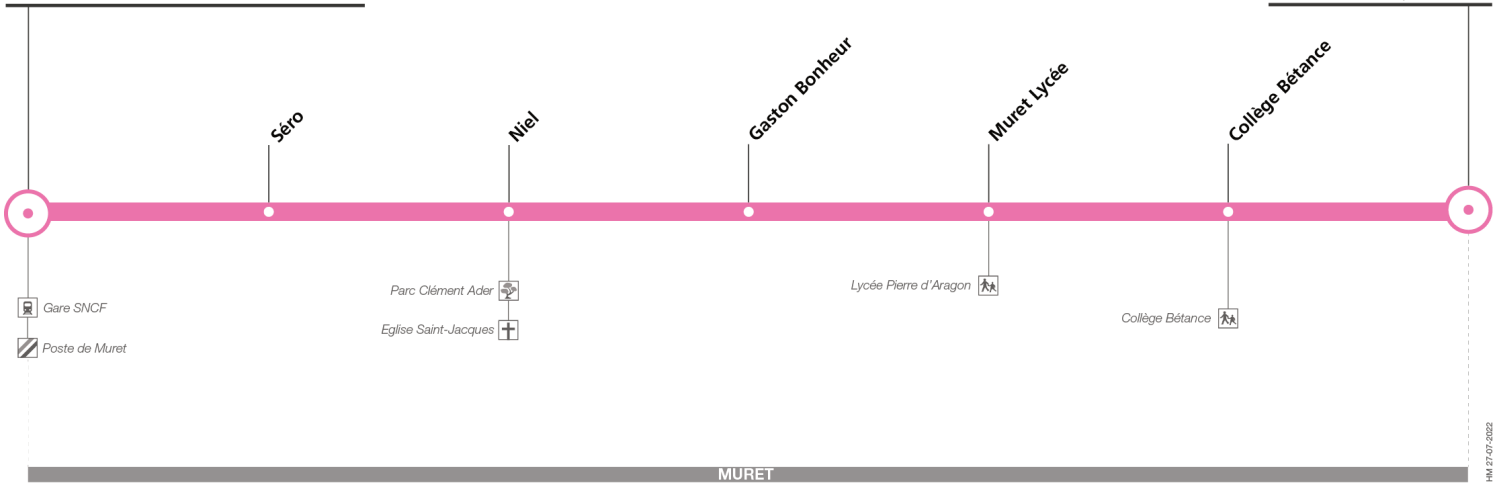 Séro
Niel
Gaston Bonheur
Muret Lycée
Collège Bétance
Gare SNCF
Poste de Muret
Parc Clément Ader
Eglise Saint-Jacques
Lycée Pierre d'Aragon
Collège Bétance
MURET
HM 27-07-2022